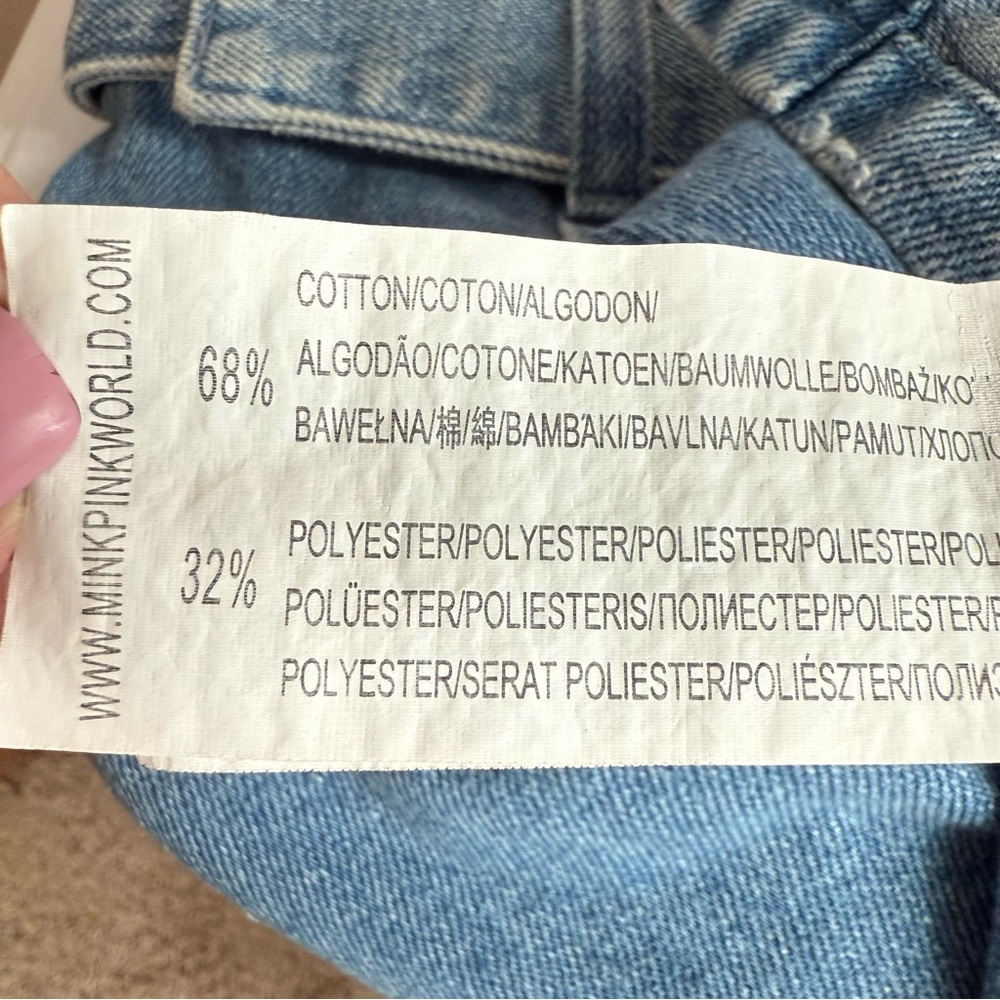 WWW.MINKPINKWORLD.COM
COTTON/COTON/ALGODON/
68% ALGODÃO/COTONE/KATOEN/BAUMWOLLE/BOMBAŽ/
BAWEŁNA/棉/綿/BAMBAKI/BAVLNA/KATUN/PAMUT/
32% POLYESTER/POLYESTER/POLIESTER/POLIESTER/
POLÜESTER/POLIESTERIS/ПОЛИЕСТЕР/POLIESTER/
POLYESTER/SERAT POLIESTER/POLIÉSZTER/